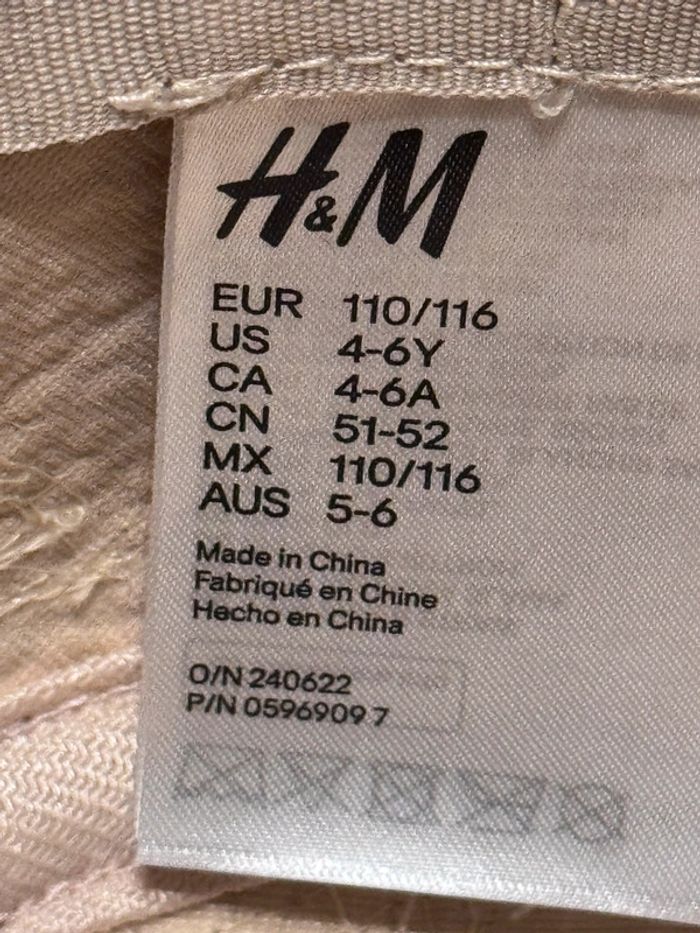 H&M
EUR 110/116
US 4-6Y
CA 4-6A
CN 51-52
MX 110/116
AUS 5-6
Made in China
Fabriqué en Chine
Hecho en China
O/N 240622
P/N 0596909 7